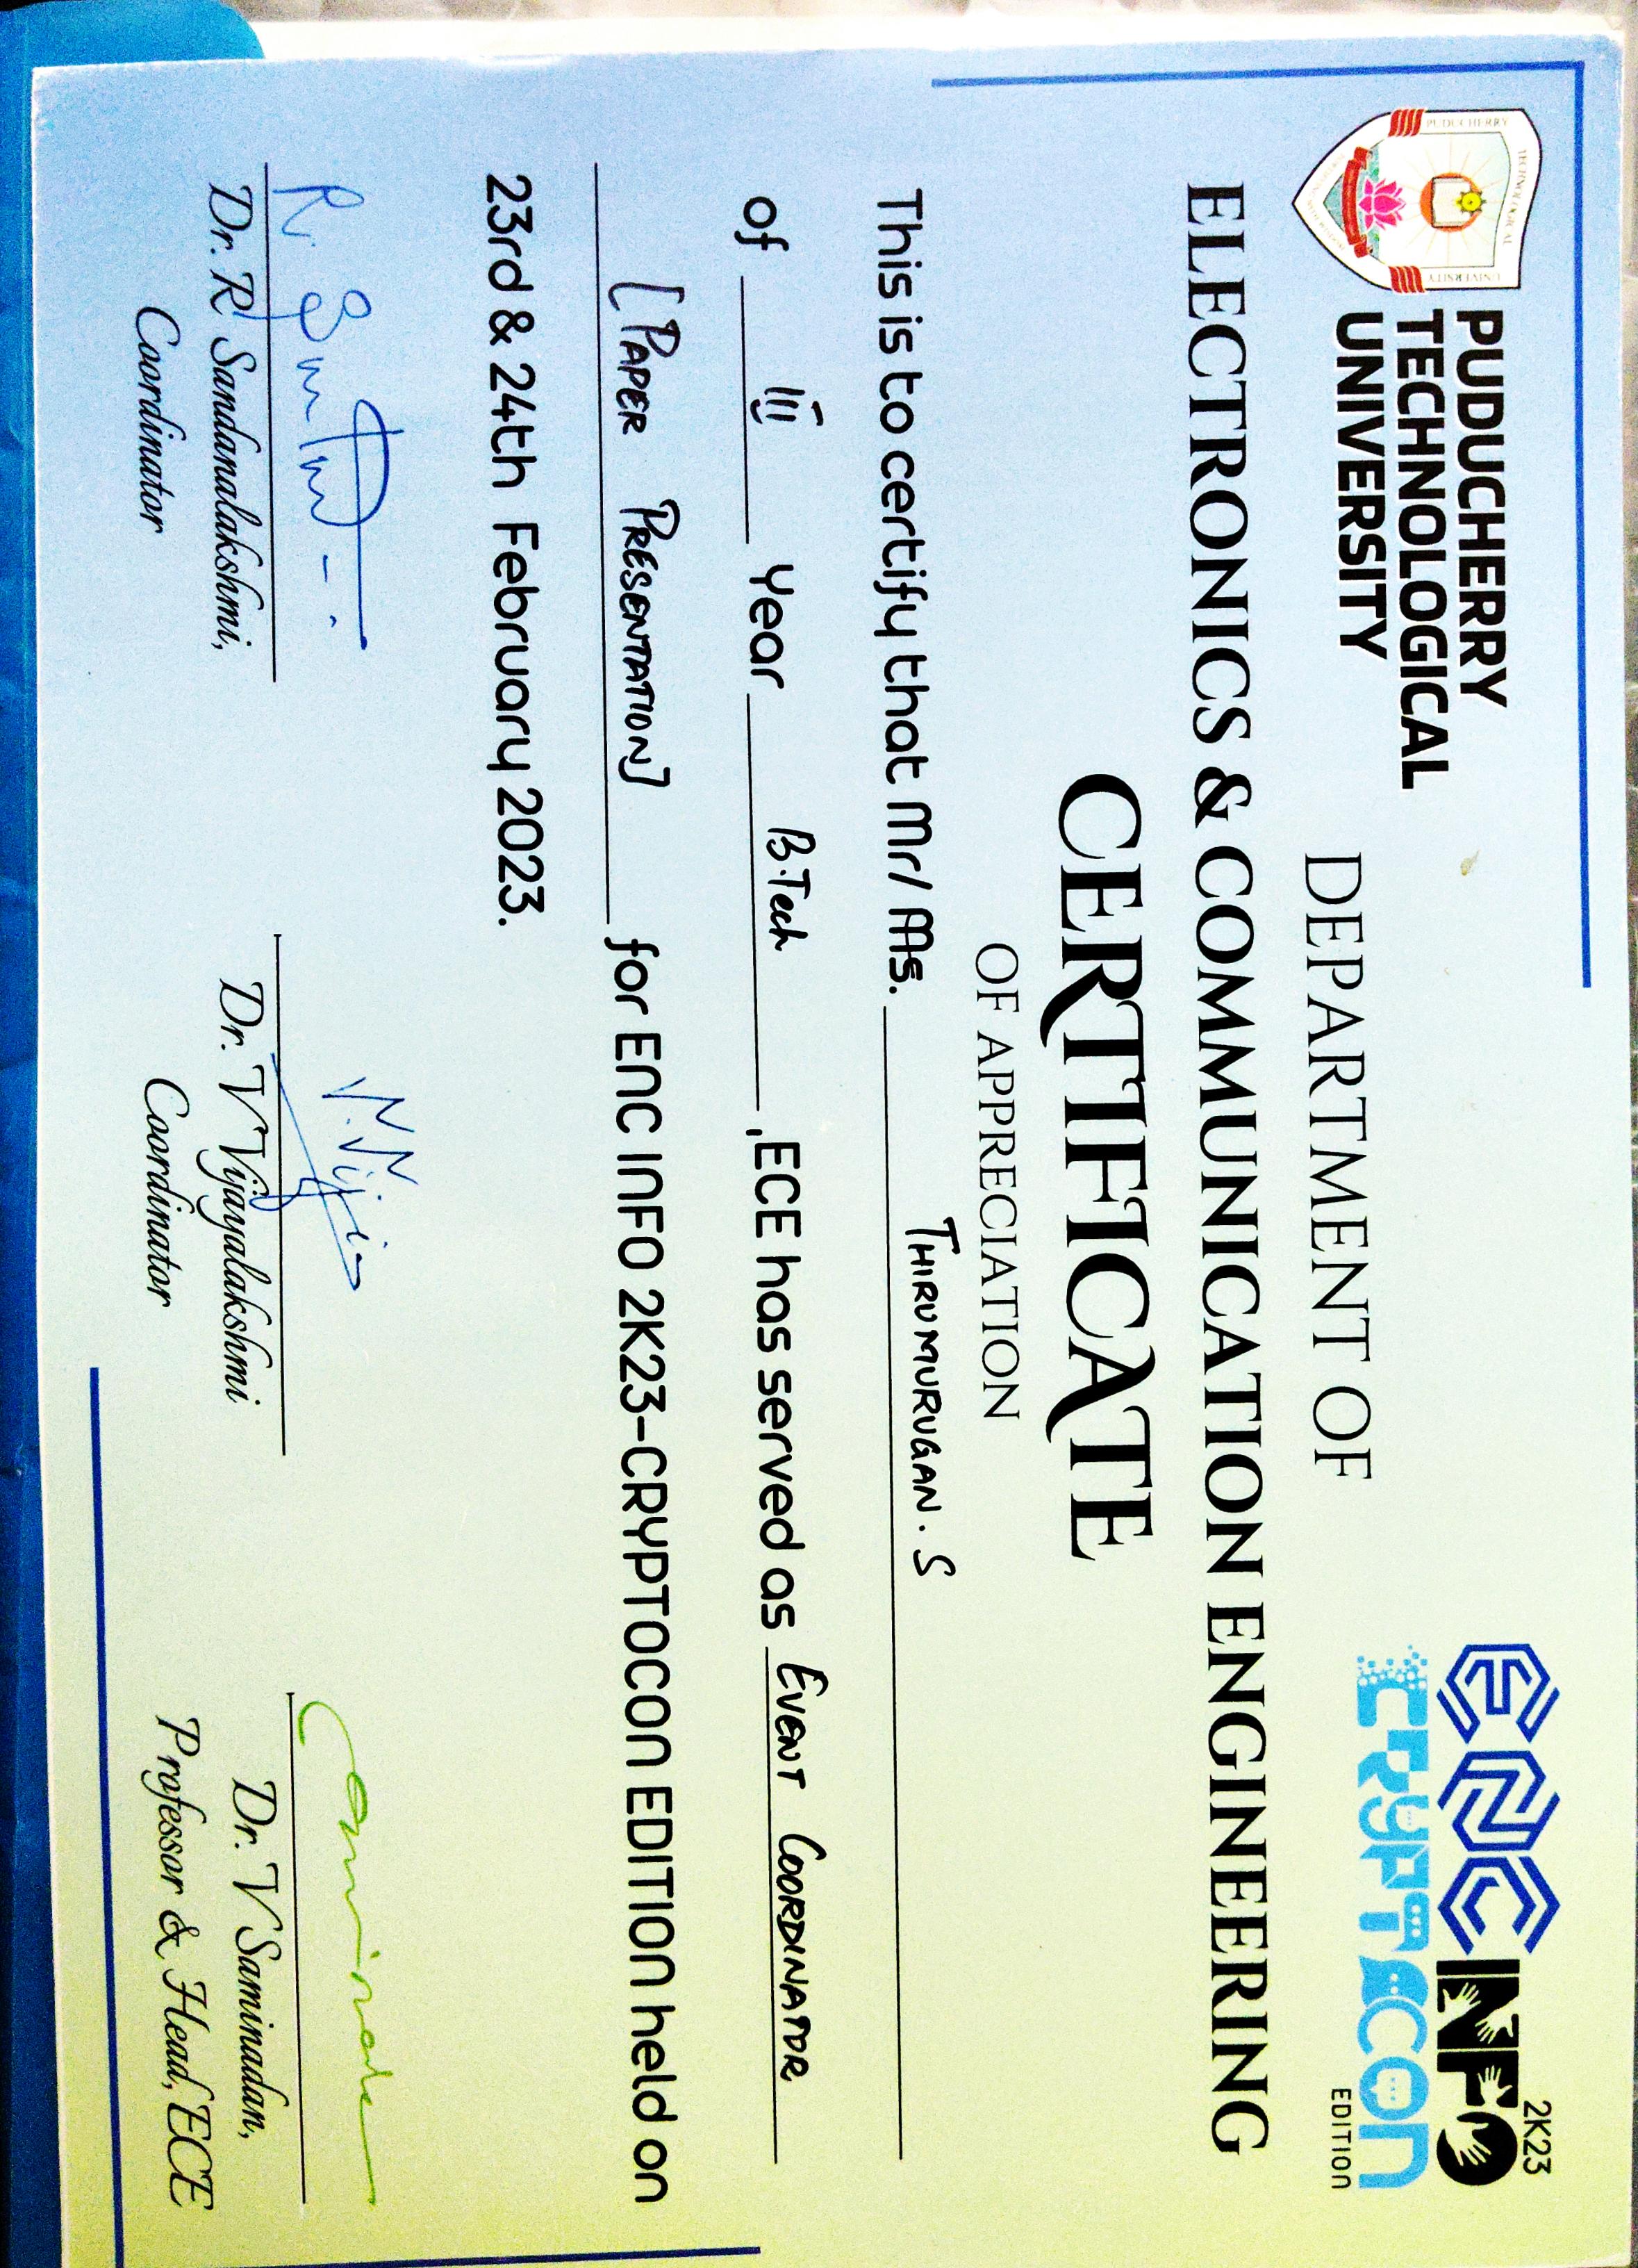 PUDUCHERRY
TECHNOLOGICAL
UNIVERSITY
ENC INFO 2K23
CRYPTOCON
EDITION
DEPARTMENT OF
ELECTRONICS & COMMUNICATION ENGINEERING
CERTIFICATE
OF APPRECIATION
This is to certify that Mr/ Ms. THIRUMURUGAN. S
of III Year B.Tech ,ECE has served as EVENT COORDINATOR
[PAPER PRESENTATION] for ENC INFO 2K23-CRYPTOCON EDITION held on
23rd & 24th February 2023.
Dr. R Sandanalakshmi,
Coordinator
Dr. V Vijayalakshmi
Coordinator
Dr. V Saminadan,
Professor & Head, ECE